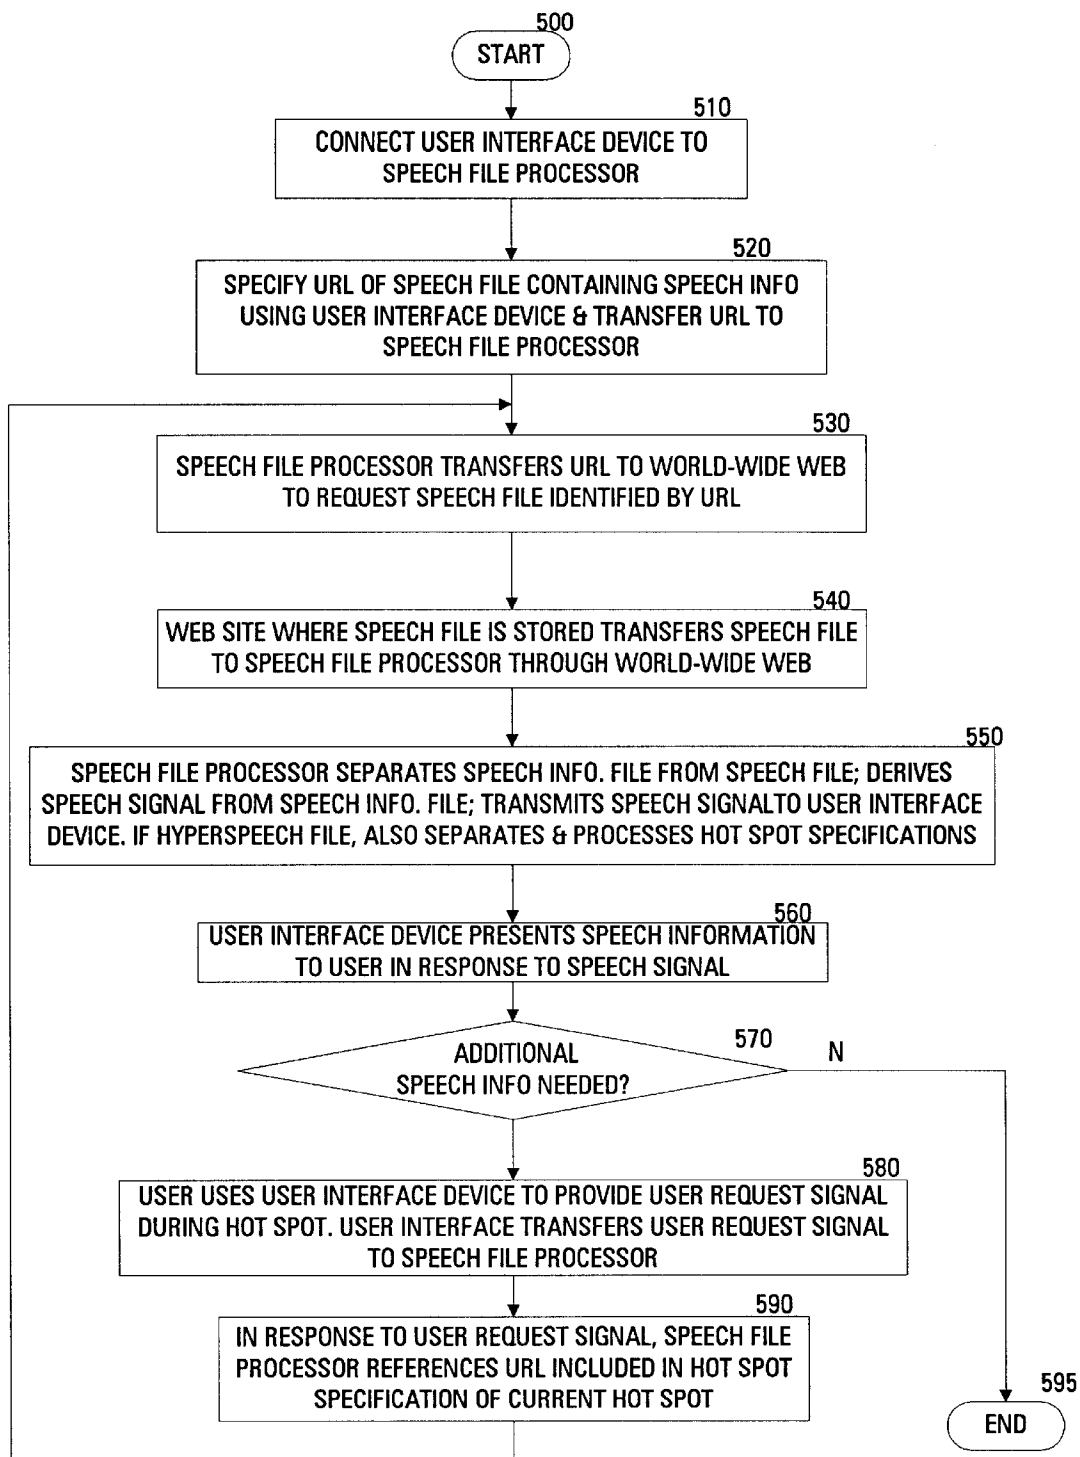 500
START
510
CONNECT USER INTERFACE DEVICE TO
SPEECH FILE PROCESSOR
520
SPECIFY URL OF SPEECH FILE CONTAINING SPEECH INFO
USING USER INTERFACE DEVICE & TRANSFER URL TO
SPEECH FILE PROCESSOR
530
SPEECH FILE PROCESSOR TRANSFERS URL TO WORLD-WIDE WEB
TO REQUEST SPEECH FILE IDENTIFIED BY URL
540
WEB SITE WHERE SPEECH FILE IS STORED TRANSFERS SPEECH FILE
TO SPEECH FILE PROCESSOR THROUGH WORLD-WIDE WEB
550
SPEECH FILE PROCESSOR SEPARATES SPEECH INFO. FILE FROM SPEECH FILE; DERIVES
SPEECH SIGNAL FROM SPEECH INFO. FILE; TRANSMITS SPEECH SIGNALTO USER INTERFACE
DEVICE. IF HYPERSPEECH FILE, ALSO SEPARATES & PROCESSES HOT SPOT SPECIFICATIONS
560
USER INTERFACE DEVICE PRESENTS SPEECH INFORMATION
TO USER IN RESPONSE TO SPEECH SIGNAL
570
ADDITIONAL
SPEECH INFO NEEDED?
N
580
USER USES USER INTERFACE DEVICE TO PROVIDE USER REQUEST SIGNAL
DURING HOT SPOT. USER INTERFACE TRANSFERS USER REQUEST SIGNAL
TO SPEECH FILE PROCESSOR
590
IN RESPONSE TO USER REQUEST SIGNAL, SPEECH FILE
PROCESSOR REFERENCES URL INCLUDED IN HOT SPOT
SPECIFICATION OF CURRENT HOT SPOT
595
END